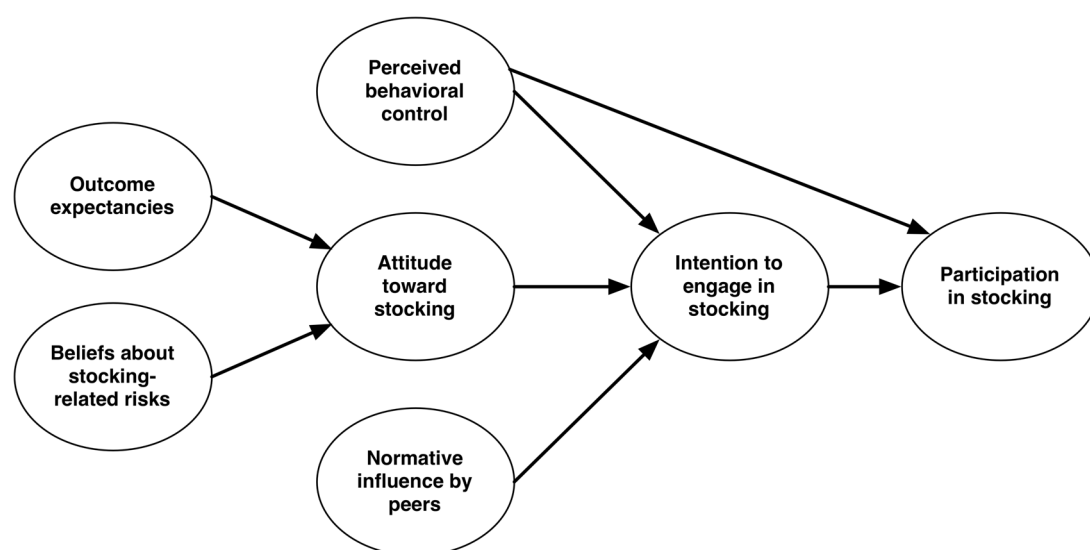 Perceived
behavioral
control
Outcome
expectancies
Attitude
toward
stocking
Intention to
engage in
stocking
Participation
in stocking
Beliefs about
stocking-
related risks
Normative
influence by
peers